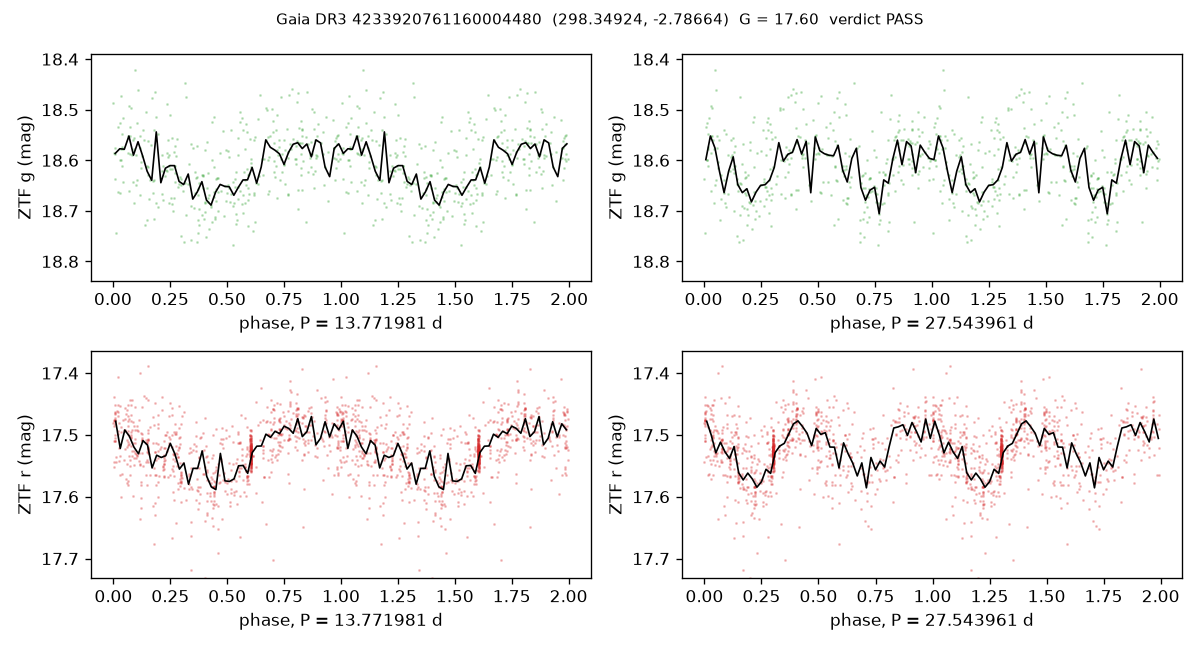 Gaia DR3 4233920761160004480  (298.34924, -2.78664)  G = 17.60  verdict PASS
ZTF g (mag)
18.4
18.5
18.6
18.7
18.8
0.00 0.25 0.50 0.75 1.00 1.25 1.50 1.75 2.00
phase, P = 13.771981 d
ZTF g (mag)
18.4
18.5
18.6
18.7
18.8
0.00 0.25 0.50 0.75 1.00 1.25 1.50 1.75 2.00
phase, P = 27.543961 d
ZTF r (mag)
17.4
17.5
17.6
17.7
0.00 0.25 0.50 0.75 1.00 1.25 1.50 1.75 2.00
phase, P = 13.771981 d
ZTF r (mag)
17.4
17.5
17.6
17.7
0.00 0.25 0.50 0.75 1.00 1.25 1.50 1.75 2.00
phase, P = 27.543961 d